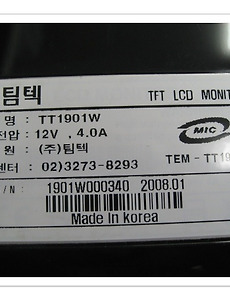 팀텍
TFT LCD MONIT
명 : TT1901W
전압 : 12V , 4.0A
MIC
원 : (주)팀텍
TEM - TT19
센터 : 02)3273-8293
/N :
1901W000340 2008.01
Made in korea